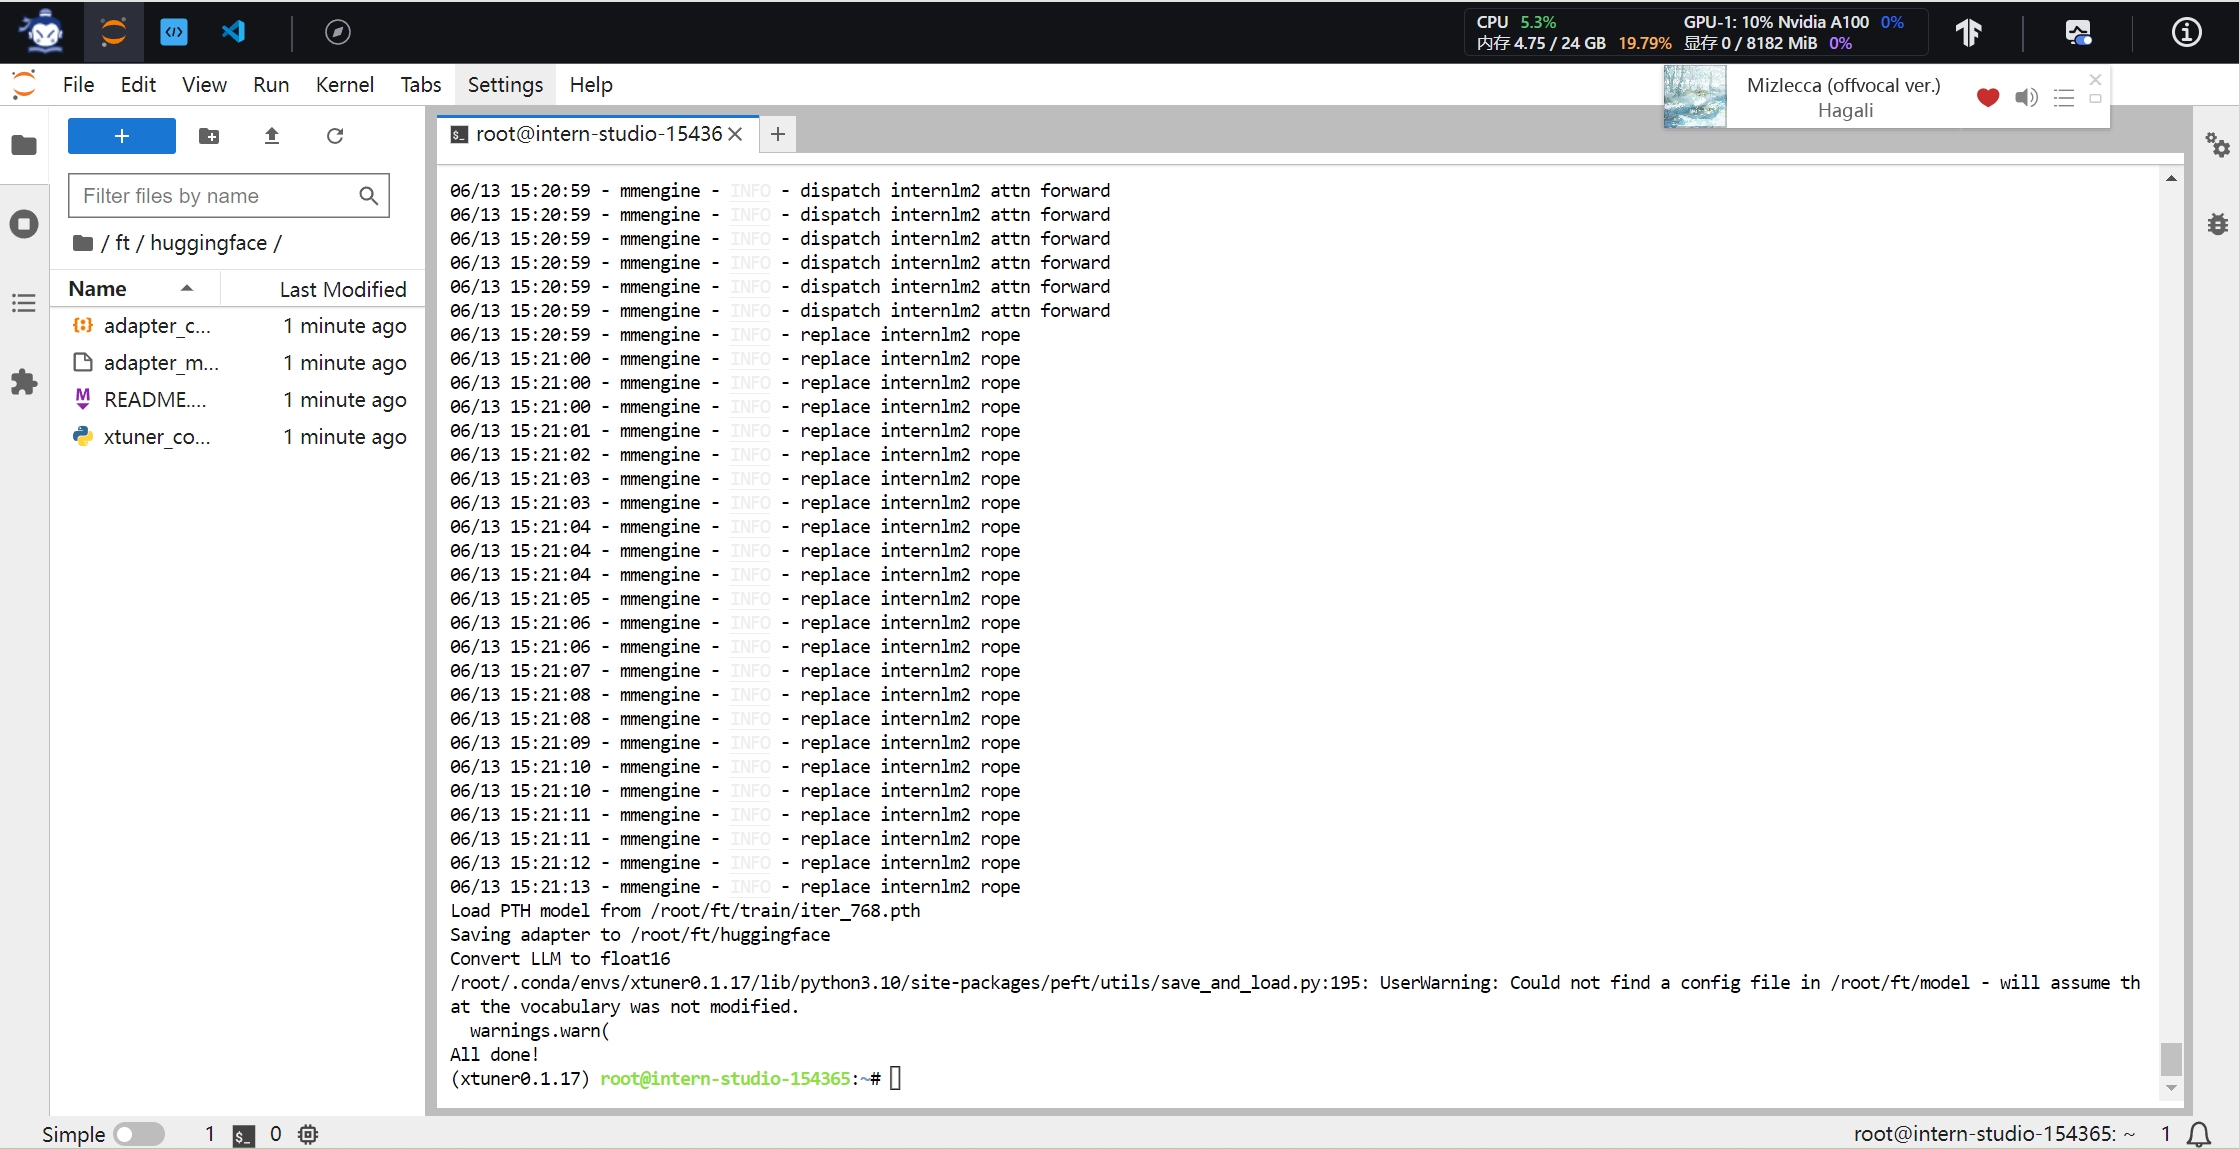 CPU 5.3% GPU-1: 10% Nvidia A100 0%
内存 4.75 / 24 GB 19.79% 显存 0 / 8182 MiB 0%
File Edit View Run Kernel Tabs Settings Help
Mizlecca (offvocal ver.)
Hagali
+
root@intern-studio-15436
Filter files by name
/ ft / huggingface /
Name Last Modified
adapter_c... 1 minute ago
adapter_m... 1 minute ago
README.... 1 minute ago
xtuner_co... 1 minute ago
06/13 15:20:59 - mmengine - INFO - dispatch internlm2 attn forward
06/13 15:20:59 - mmengine - INFO - dispatch internlm2 attn forward
06/13 15:20:59 - mmengine - INFO - dispatch internlm2 attn forward
06/13 15:20:59 - mmengine - INFO - dispatch internlm2 attn forward
06/13 15:20:59 - mmengine - INFO - dispatch internlm2 attn forward
06/13 15:20:59 - mmengine - INFO - dispatch internlm2 attn forward
06/13 15:20:59 - mmengine - INFO - replace internlm2 rope
06/13 15:21:00 - mmengine - INFO - replace internlm2 rope
06/13 15:21:00 - mmengine - INFO - replace internlm2 rope
06/13 15:21:00 - mmengine - INFO - replace internlm2 rope
06/13 15:21:01 - mmengine - INFO - replace internlm2 rope
06/13 15:21:02 - mmengine - INFO - replace internlm2 rope
06/13 15:21:03 - mmengine - INFO - replace internlm2 rope
06/13 15:21:03 - mmengine - INFO - replace internlm2 rope
06/13 15:21:04 - mmengine - INFO - replace internlm2 rope
06/13 15:21:04 - mmengine - INFO - replace internlm2 rope
06/13 15:21:04 - mmengine - INFO - replace internlm2 rope
06/13 15:21:05 - mmengine - INFO - replace internlm2 rope
06/13 15:21:06 - mmengine - INFO - replace internlm2 rope
06/13 15:21:06 - mmengine - INFO - replace internlm2 rope
06/13 15:21:07 - mmengine - INFO - replace internlm2 rope
06/13 15:21:08 - mmengine - INFO - replace internlm2 rope
06/13 15:21:08 - mmengine - INFO - replace internlm2 rope
06/13 15:21:09 - mmengine - INFO - replace internlm2 rope
06/13 15:21:10 - mmengine - INFO - replace internlm2 rope
06/13 15:21:10 - mmengine - INFO - replace internlm2 rope
06/13 15:21:11 - mmengine - INFO - replace internlm2 rope
06/13 15:21:11 - mmengine - INFO - replace internlm2 rope
06/13 15:21:12 - mmengine - INFO - replace internlm2 rope
06/13 15:21:13 - mmengine - INFO - replace internlm2 rope
Load PTH model from /root/ft/train/iter_768.pth
Saving adapter to /root/ft/huggingface
Convert LLM to float16
/root/.conda/envs/xtuner0.1.17/lib/python3.10/site-packages/peft/utils/save_and_load.py:195: UserWarning: Could not find a config file in /root/ft/model - will assume th
at the vocabulary was not modified.
  warnings.warn(
All done!
(xtuner0.1.17) root@intern-studio-154365:~#
Simple 1 $_ 0 root@intern-studio-154365: ~ 1